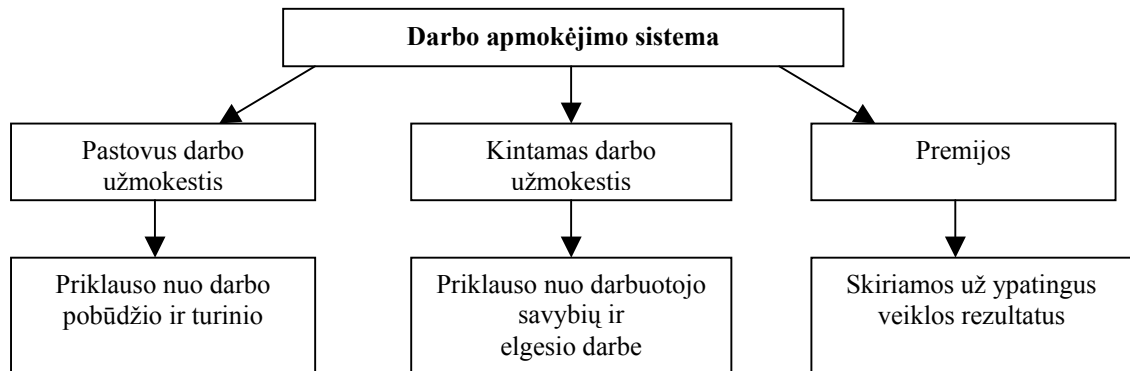 Darbo apmokėjimo sistema
Pastovus darbo
užmokestis
Kintamas darbo
užmokestis
Premijos
Priklauso nuo darbo
pobūdžio ir turinio
Priklauso nuo darbuotojo
savybių ir
elgesio darbe
Skiriamos už ypatingus
veiklos rezultatus